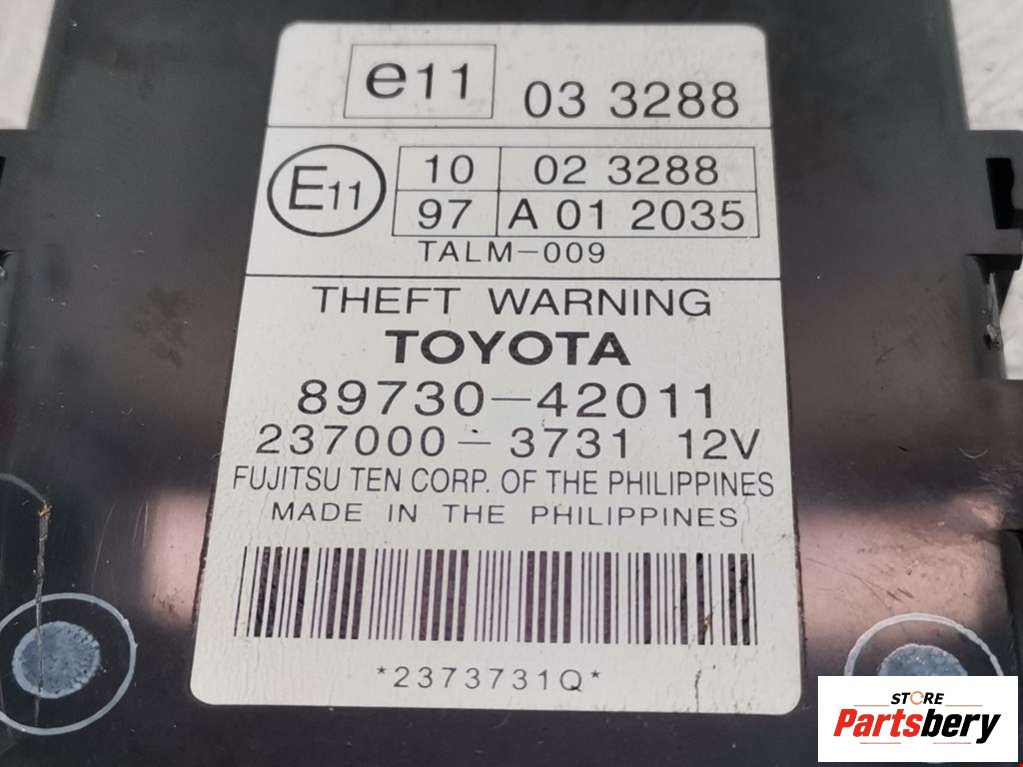 e11 03 3288
E11 10 02 3288
97 A 01 2035
TALM-009
THEFT WARNING
TOYOTA
89730-42011
237000-3731 12V
FUJITSU TEN CORP. OF THE PHILIPPINES
MADE IN THE PHILIPPINES
*2373731Q*
STORE
Partsbery